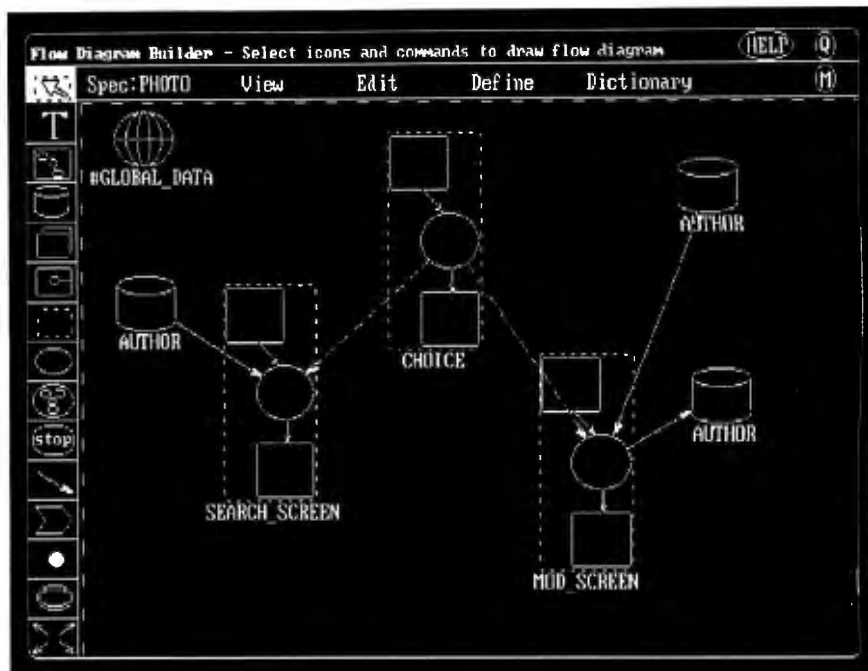 Flow Diagram Builder - Select icons and commands to draw flow diagram HELP Q
Spec:PHOTO View Edit Define Dictionary M
T
#GLOBAL_DATA
AUTHOR
AUTHOR
CHOICE
AUTHOR
stop
SEARCH_SCREEN
MOD_SCREEN